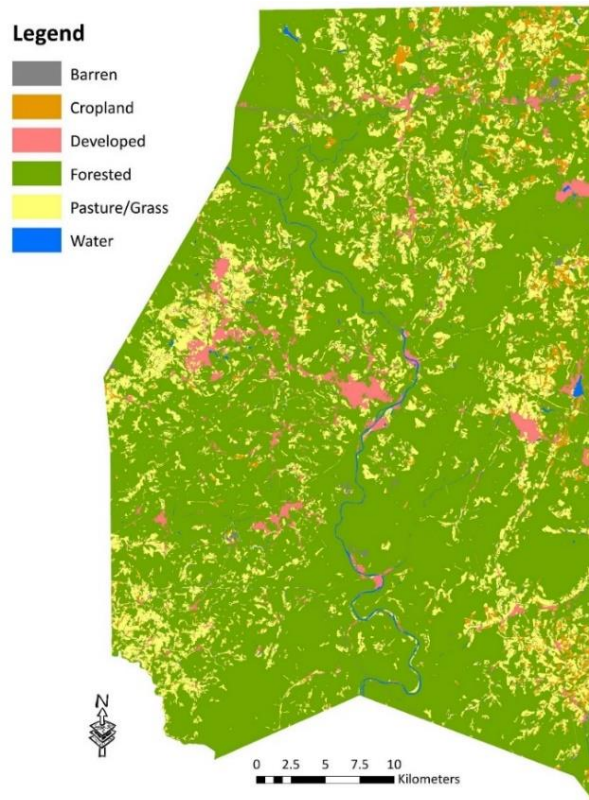 Legend
Barren
Cropland
Developed
Forested
Pasture/Grass
Water
N
0 2.5 5 7.5 10
Kilometers